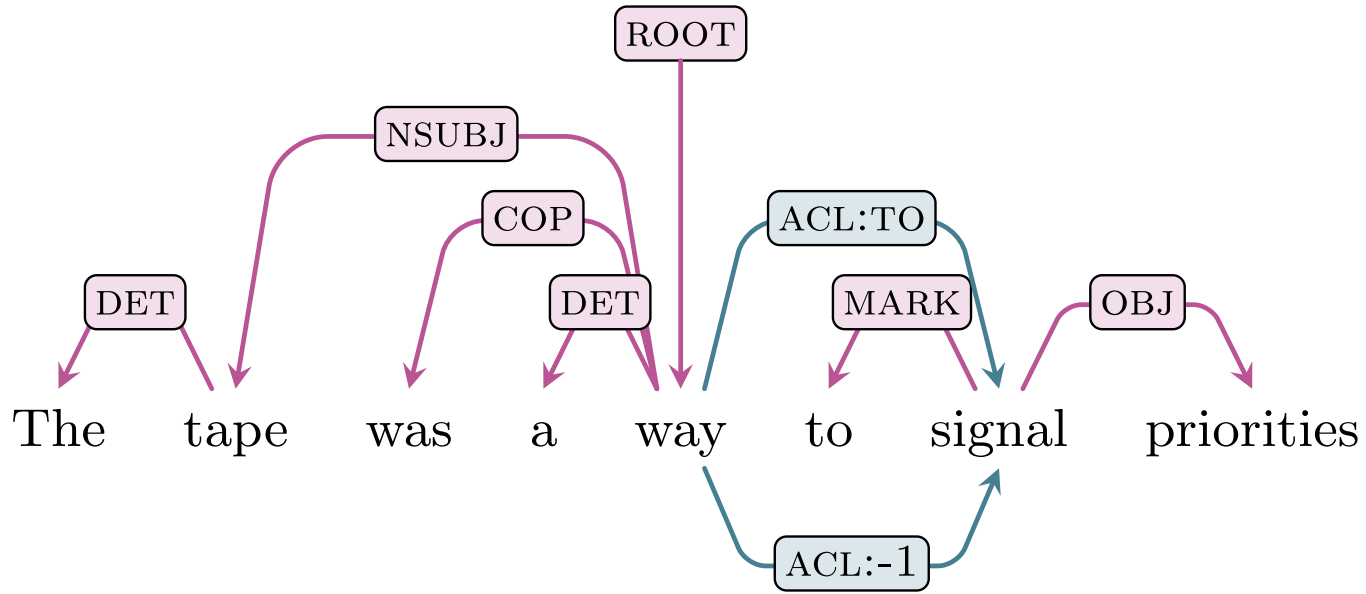 ROOT
NSUBJ
COP ACL:TO
DET DET MARK OBJ
The tape was a way to signal priorities
ACL:-1